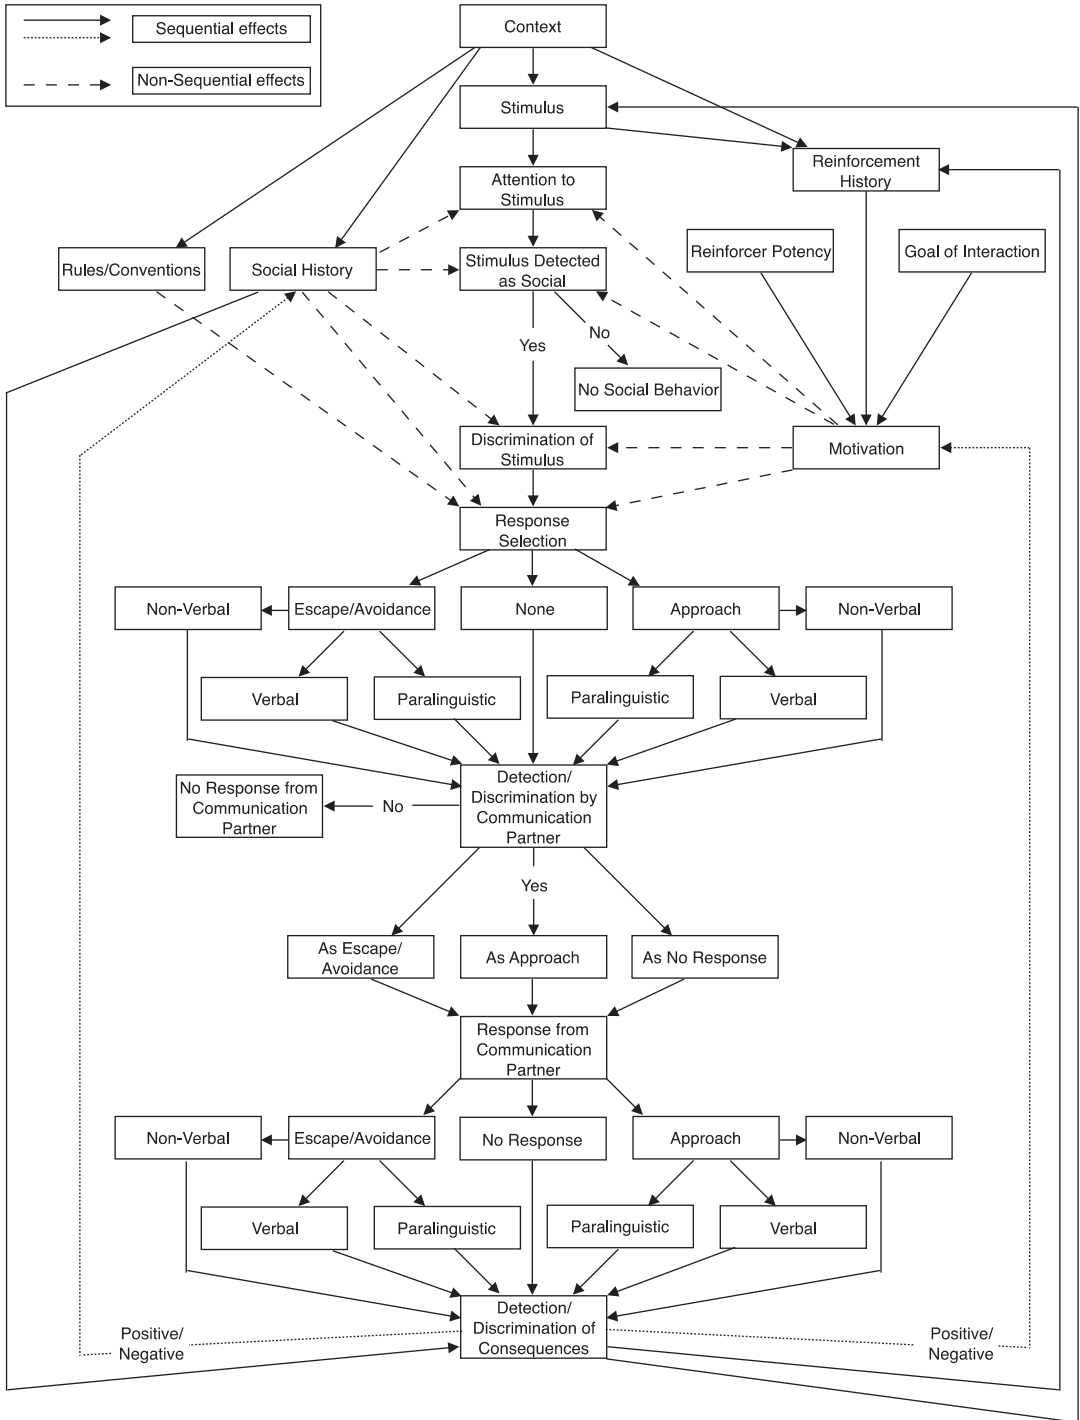 Sequential effects
Non-Sequential effects
Context
Stimulus
Attention to
Stimulus
Reinforcement
History
Rules/Conventions
Social History
Stimulus Detected
as Social
Reinforcer Potency
Goal of Interaction
Yes
No
No Social Behavior
Discrimination of
Stimulus
Motivation
Response
Selection
Non-Verbal
Escape/Avoidance
None
Approach
Non-Verbal
Verbal
Paralinguistic
Paralinguistic
Verbal
No Response from
Communication
Partner
No
Detection/
Discrimination by
Communication
Partner
Yes
As Escape/
Avoidance
As Approach
As No Response
Response from
Communication
Partner
Non-Verbal
Escape/Avoidance
No Response
Approach
Non-Verbal
Verbal
Paralinguistic
Paralinguistic
Verbal
Positive/
Negative
Detection/
Discrimination of
Consequences
Positive/
Negative